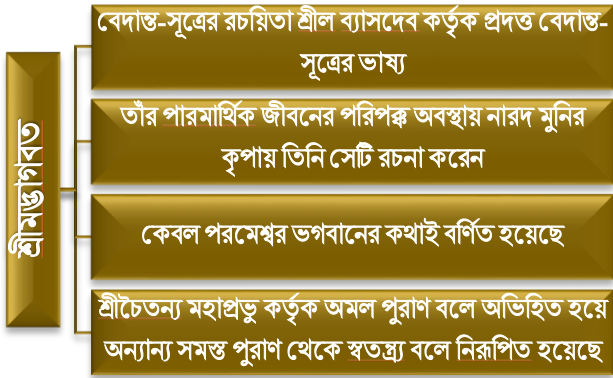 শ্রীমদ্ভাগবত
বেদান্ত-সূত্রের রচয়িতা শ্রীল ব্যাসদেব কর্তৃক প্রদত্ত বেদান্ত-
সূত্রের ভাষ্য
তাঁর পারমার্থিক জীবনের পরিপক্ক অবস্থায় নারদ মুনির
কৃপায় তিনি সেটি রচনা করেন
কেবল পরমেশ্বর ভগবানের কথাই বর্ণিত হয়েছে
শ্রীচৈতন্য মহাপ্রভু কর্তৃক অমল পুরাণ বলে অভিহিত হয়ে
অন্যান্য সমস্ত পুরাণ থেকে স্বতন্ত্র্য বলে নিরূপিত হয়েছে